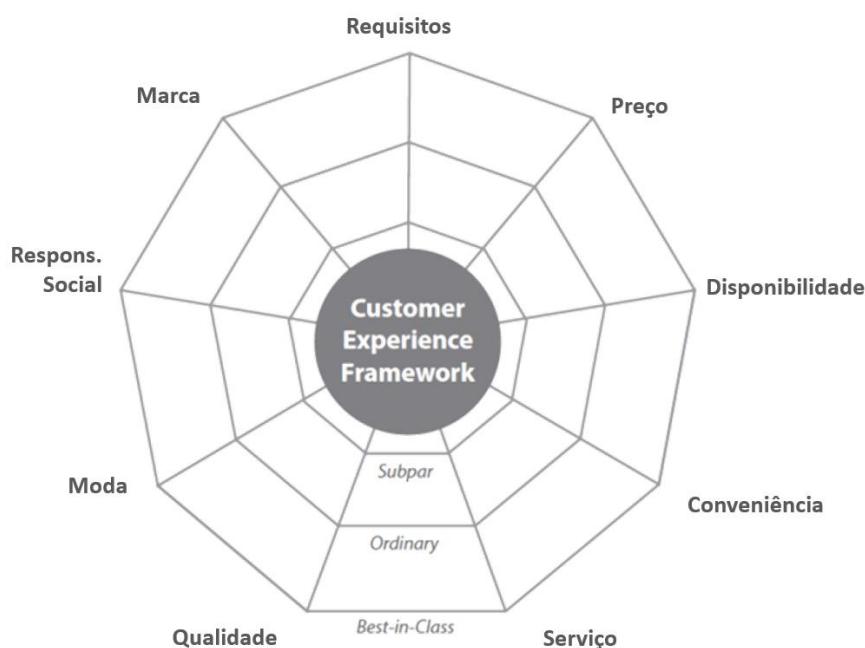 Requisitos
Marca
Preço
Respons.
Social
Disponibilidade
Customer
Experience
Framework
Moda
Conveniência
Subpar
Ordinary
Best-in-Class
Qualidade
Serviço